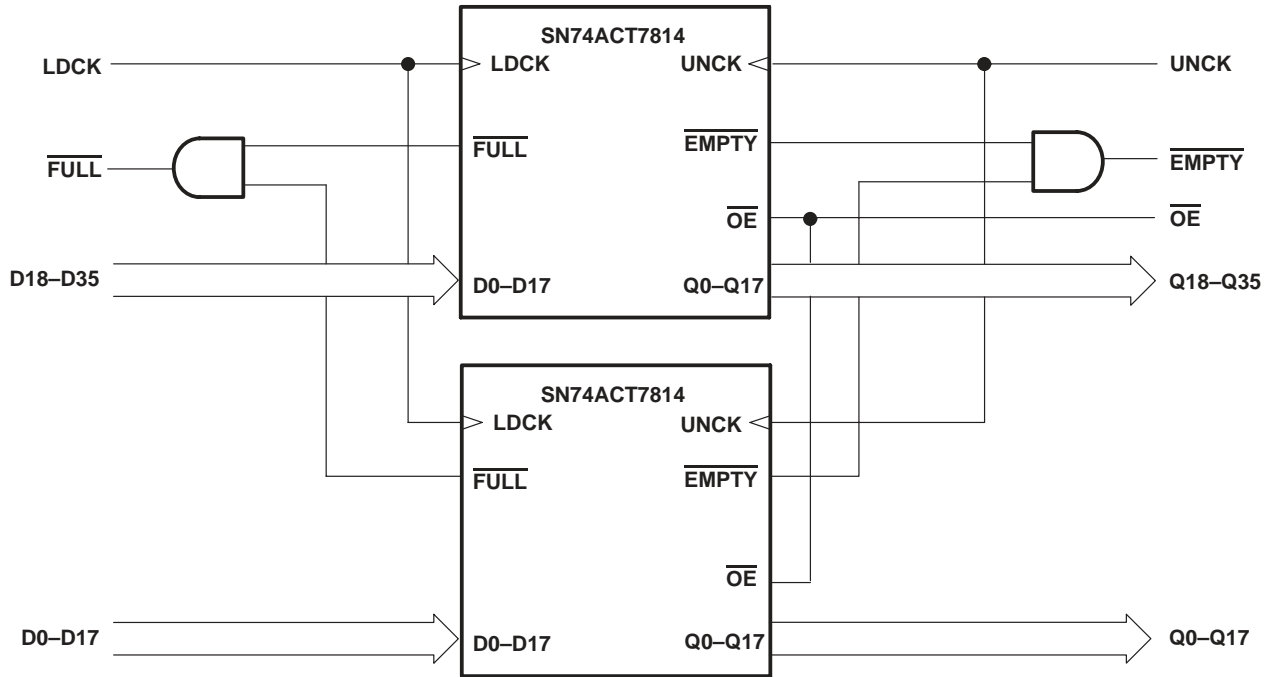 SN74ACT7814
LDCK
LDCK
UNCK
UNCK
FULL
FULL
EMPTY
EMPTY
OE
OE
D18–D35
D0–D17
Q0–Q17
Q18–Q35
SN74ACT7814
LDCK
UNCK
FULL
EMPTY
OE
D0–D17
D0–D17
Q0–Q17
Q0–Q17